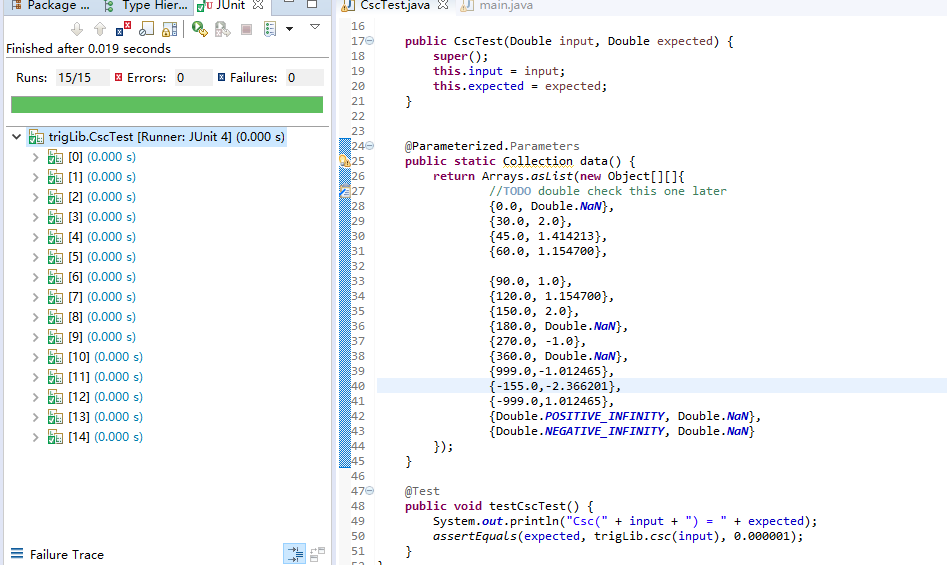 Package ... Type Hier... JUnit
Finished after 0.019 seconds
Runs: 15/15 Errors: 0 Failures: 0
trigLib.CscTest [Runner: JUnit 4] (0.000 s)
[0] (0.000 s)
[1] (0.000 s)
[2] (0.000 s)
[3] (0.000 s)
[4] (0.000 s)
[5] (0.000 s)
[6] (0.000 s)
[7] (0.000 s)
[8] (0.000 s)
[9] (0.000 s)
[10] (0.000 s)
[11] (0.000 s)
[12] (0.000 s)
[13] (0.000 s)
[14] (0.000 s)
Failure Trace
CscTest.java main.java
16
17 public CscTest(Double input, Double expected) {
18 super();
19 this.input = input;
20 this.expected = expected;
21 }
22
23
24 @Parameterized.Parameters
25 public static Collection data() {
26 return Arrays.asList(new Object[][]{
27 //TODO double check this one later
28 {0.0, Double.NaN},
29 {30.0, 2.0},
30 {45.0, 1.414213},
31 {60.0, 1.154700},
32
33 {90.0, 1.0},
34 {120.0, 1.154700},
35 {150.0, 2.0},
36 {180.0, Double.NaN},
37 {270.0, -1.0},
38 {360.0, Double.NaN},
39 {999.0,-1.012465},
40 {-155.0,-2.366201},
41 {-999.0,1.012465},
42 {Double.POSITIVE_INFINITY, Double.NaN},
43 {Double.NEGATIVE_INFINITY, Double.NaN}
44 });
45 }
46
47 @Test
48 public void testCscTest() {
49 System.out.println("Csc(" + input + ") = " + expected);
50 assertEquals(expected, trigLib.csc(input), 0.000001);
51 }